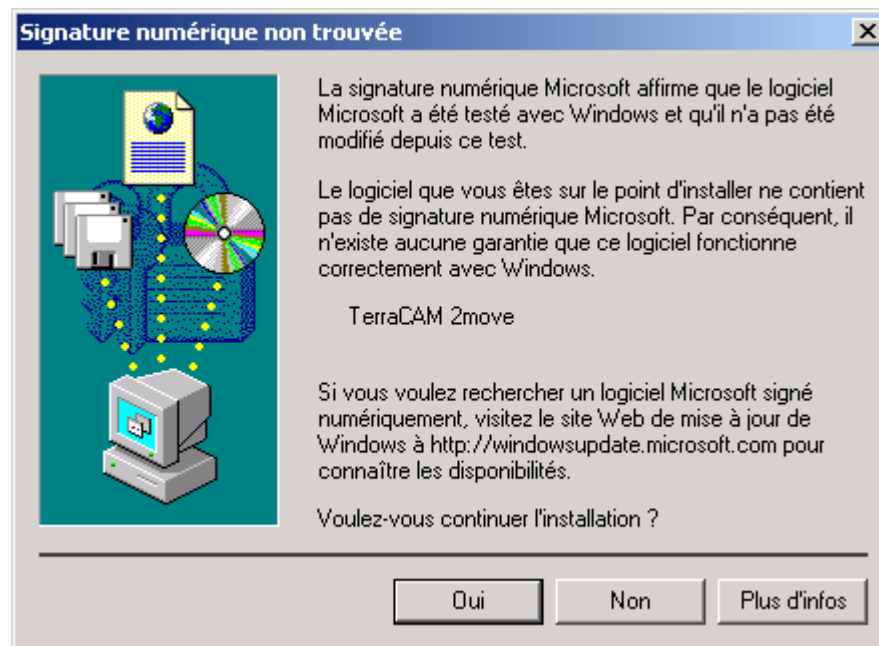 Signature numérique non trouvée
La signature numérique Microsoft affirme que le logiciel
Microsoft a été testé avec Windows et qu'il n'a pas été
modifié depuis ce test.
Le logiciel que vous êtes sur le point d'installer ne contient
pas de signature numérique Microsoft. Par conséquent, il
n'existe aucune garantie que ce logiciel fonctionne
correctement avec Windows.
TerraCAM 2move
Si vous voulez rechercher un logiciel Microsoft signé
numériquement, visitez le site Web de mise à jour de
Windows à http://windowsupdate.microsoft.com pour
connaître les disponibilités.
Voulez-vous continuer l'installation ?
Oui
Non
Plus d'infos